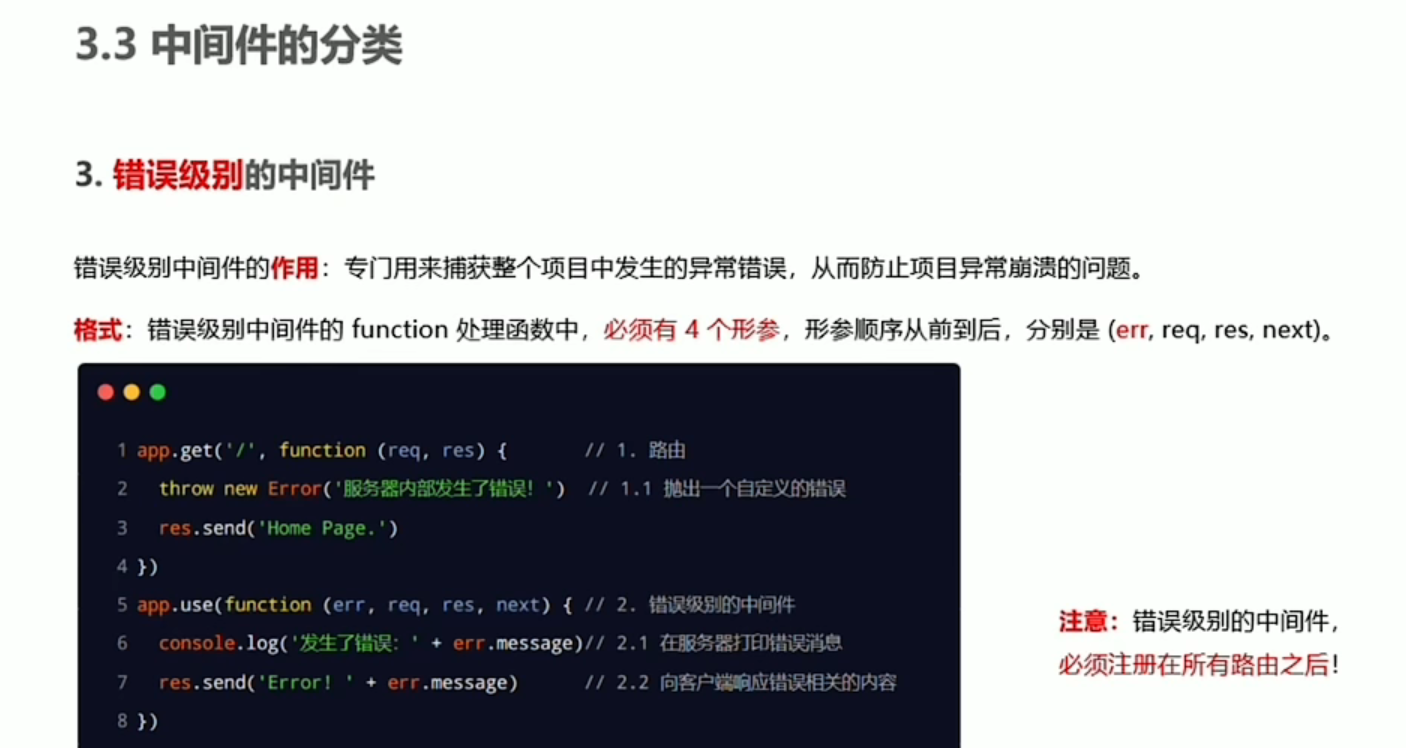 3.3 中间件的分类
3. 错误级别的中间件
错误级别中间件的作用：专门用来捕获整个项目中发生的异常错误，从而防止项目异常崩溃的问题。
格式：错误级别中间件的 function 处理函数中，必须有 4 个形参，形参顺序从前到后，分别是 (err, req, res, next)。
1 app.get('/', function (req, res) { // 1. 路由
2 throw new Error('服务器内部发生了错误！') // 1.1 抛出一个自定义的错误
3 res.send('Home Page.')
4 })
5 app.use(function (err, req, res, next) { // 2. 错误级别的中间件
6 console.log('发生了错误：' + err.message)// 2.1 在服务器打印错误消息
7 res.send('Error! ' + err.message) // 2.2 向客户端响应错误相关的内容
8 })
注意：错误级别的中间件，
必须注册在所有路由之后！